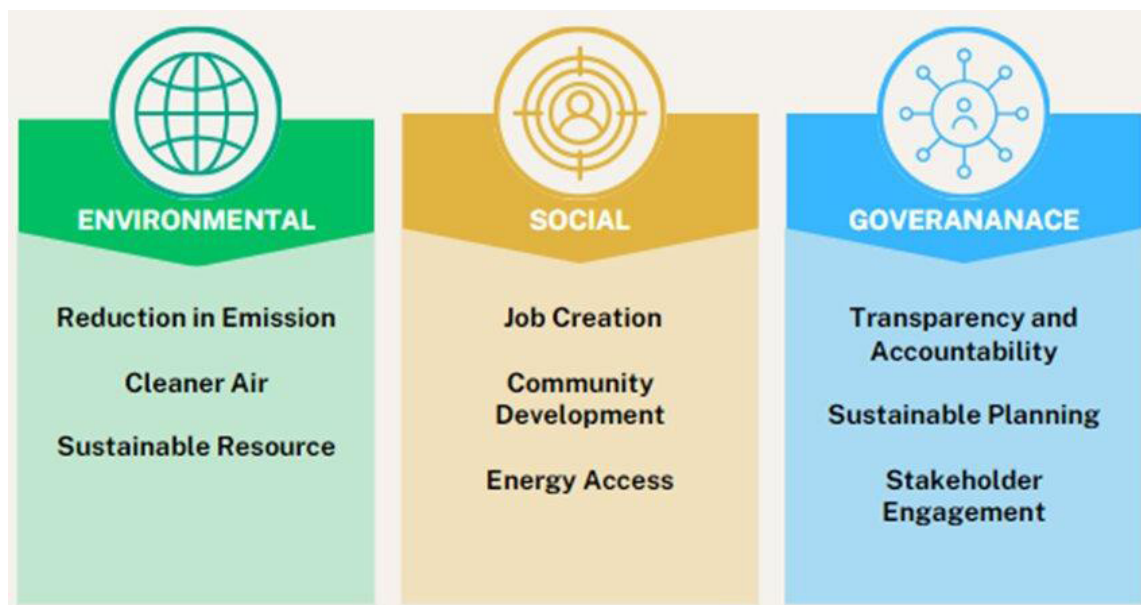 ENVIRONMENTAL
Reduction in Emission
Cleaner Air
Sustainable Resource
SOCIAL
Job Creation
Community
Development
Energy Access
GOVERANANACE
Transparency and
Accountability
Sustainable Planning
Stakeholder
Engagement